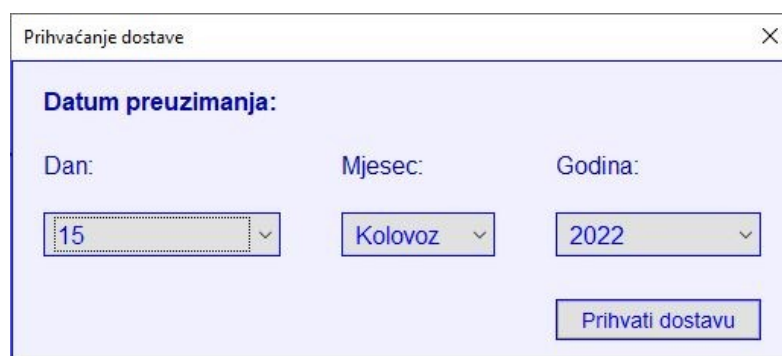 Prihvaćanje dostave
Datum preuzimanja:
Dan: Mjesec: Godina:
15 Kolovoz 2022
Prihvati dostavu